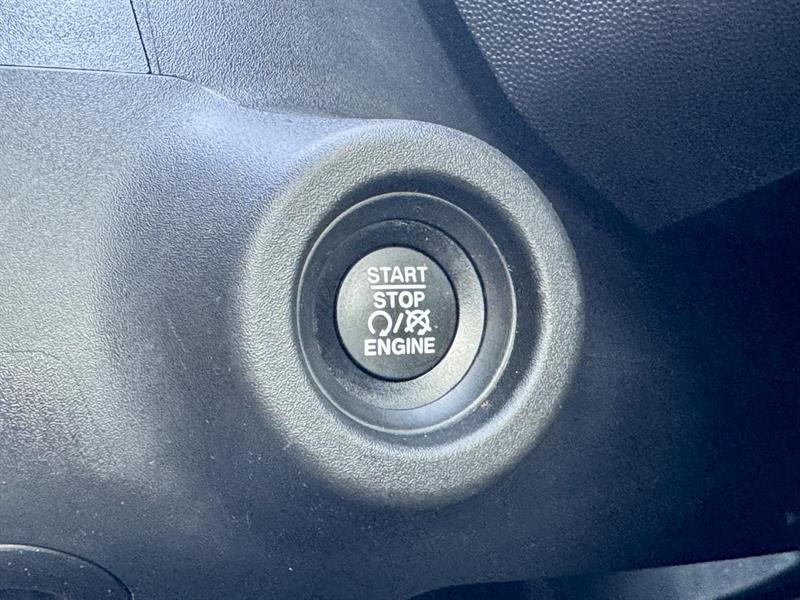 START
STOP
/
ENGINE